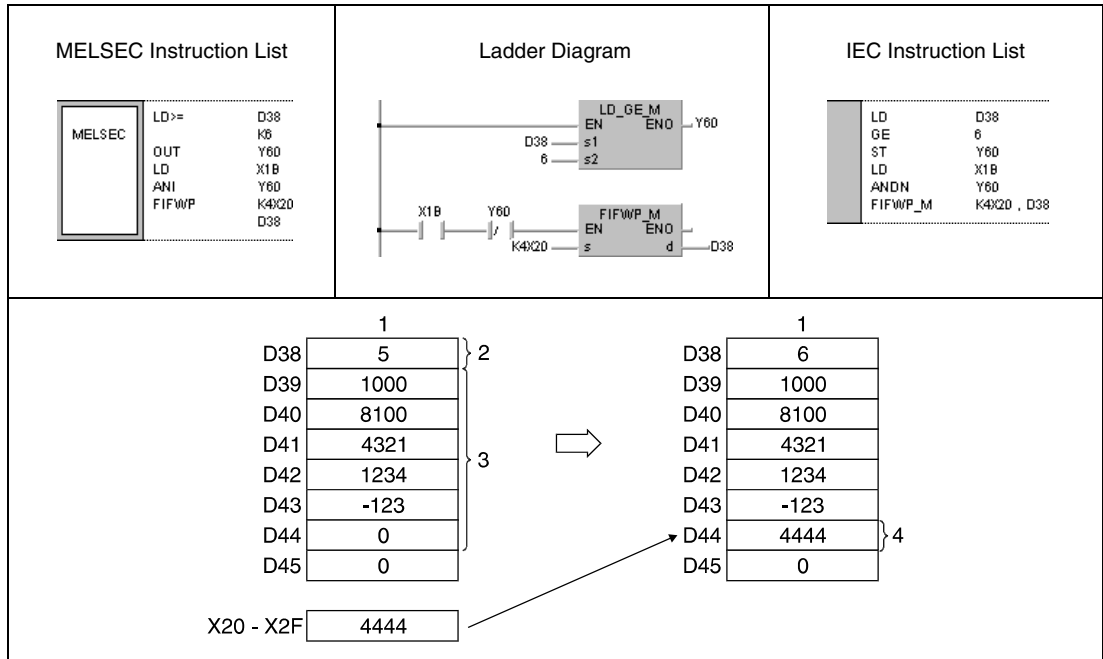 MELSEC Instruction List
MELSEC
LD>= D38
K6
OUT Y60
LD X1B
ANI Y60
FIFWP K4X20
D38
Ladder Diagram
LD_GE_M
EN ENO Y60
D38 s1
6 s2
X1B Y60 FIFWP_M
EN ENO
K4X20 s d D38
IEC Instruction List
LD D38
GE 6
ST Y60
LD X1B
ANDN Y60
FIFWP_M K4X20 , D38
1
D38 5 2
D39 1000
D40 8100
D41 4321
3
D42 1234
D43 -123
D44 0
D45 0
X20 - X2F 4444
1
D38 6
D39 1000
D40 8100
D41 4321
D42 1234
D43 -123
D44 4444 4
D45 0